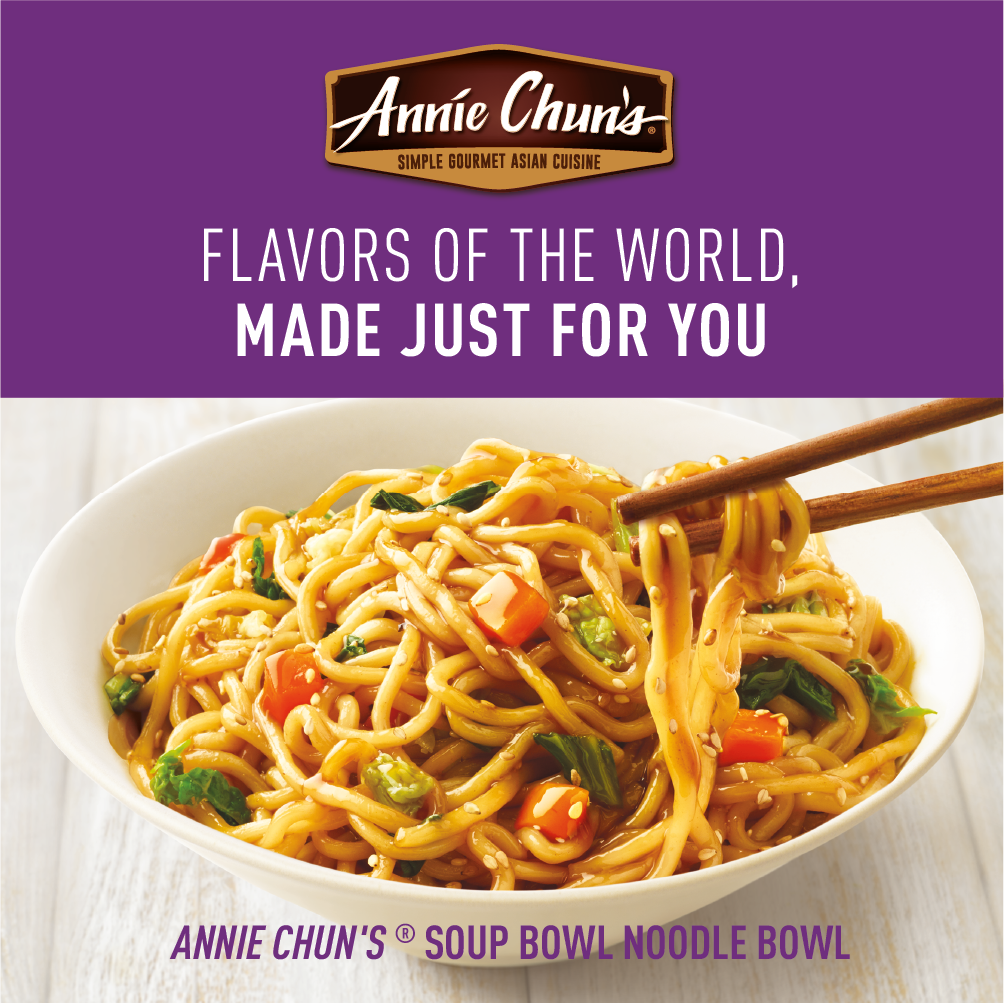 Annie Chun's®
SIMPLE GOURMET ASIAN CUISINE
FLAVORS OF THE WORLD,
MADE JUST FOR YOU
ANNIE CHUN'S ® SOUP BOWL NOODLE BOWL